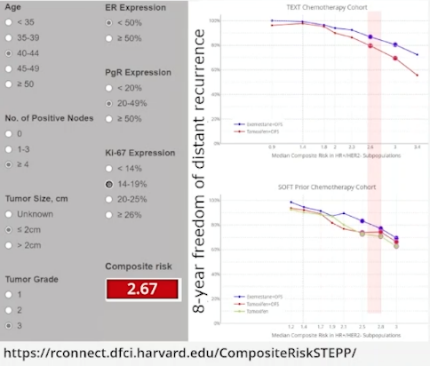 Age
< 35
35-39
40-44
45-49
≥ 50
No. of Positive Nodes
0
1-3
≥ 4
Tumor Size, cm
Unknown
≤ 2cm
> 2cm
Tumor Grade
1
2
3
ER Expression
< 50%
≥ 50%
PgR Expression
< 20%
20-49%
≥ 50%
Ki-67 Expression
< 14%
14-19%
20-25%
≥ 26%
Composite risk
2.67
8-year freedom of distant recurrence
TEXT Chemotherapy Cohort
Exemestane+OFS
Tamoxifen+OFS
Median Composite Risk in HR+/HER2- Subpopulations
SOFT Prior Chemotherapy Cohort
Exemestane+OFS
Tamoxifen+OFS
Tamoxifen
Median Composite Risk in HR+/HER2- Subpopulations
https://rconnect.dfci.harvard.edu/CompositeRiskSTEPP/